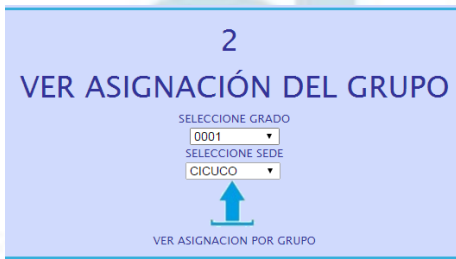 2
VER ASIGNACIÓN DEL GRUPO
SELECCIONE GRADO
0001
SELECCIONE SEDE
CICUCO
VER ASIGNACION POR GRUPO